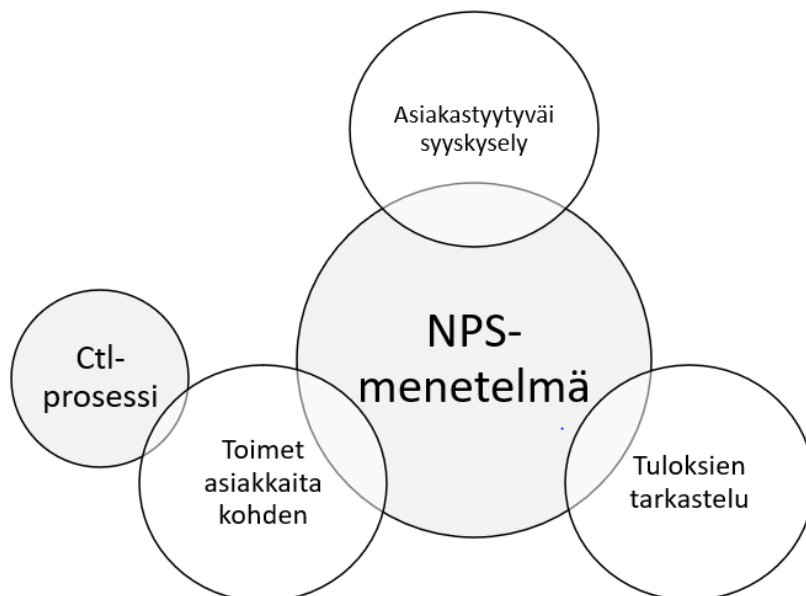 Asiakastyytyväi
syyskysely
NPS-
menetelmä
Ctl-
prosessi
Toimet
asiakkaita
kohden
Tuloksien
tarkastelu